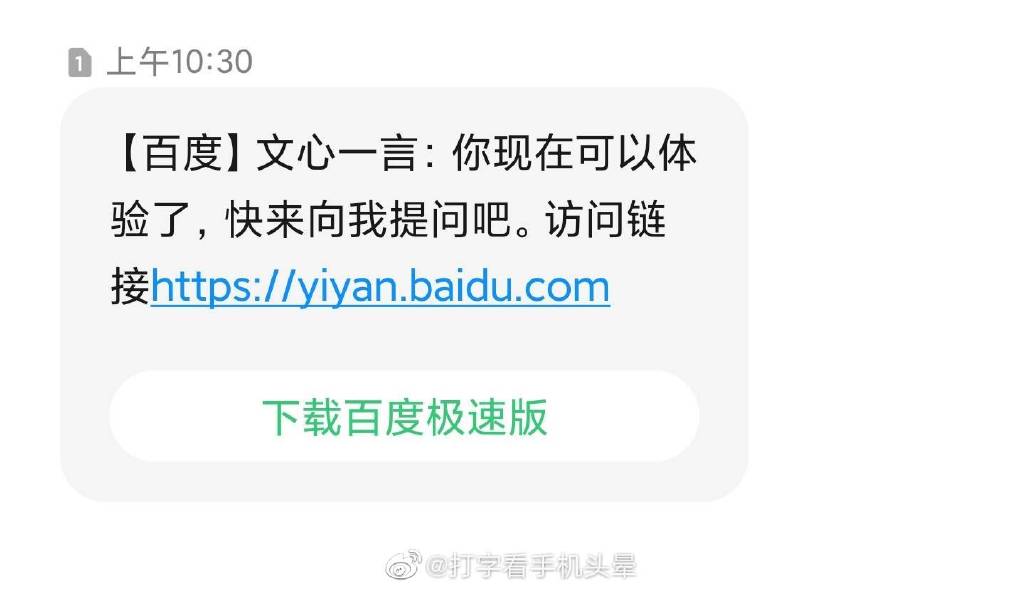 1 上午10:30
【百度】文心一言：你现在可以体
验了，快来向我提问吧。访问链
接https://yiyan.baidu.com
下载百度极速版
@打字看手机头晕